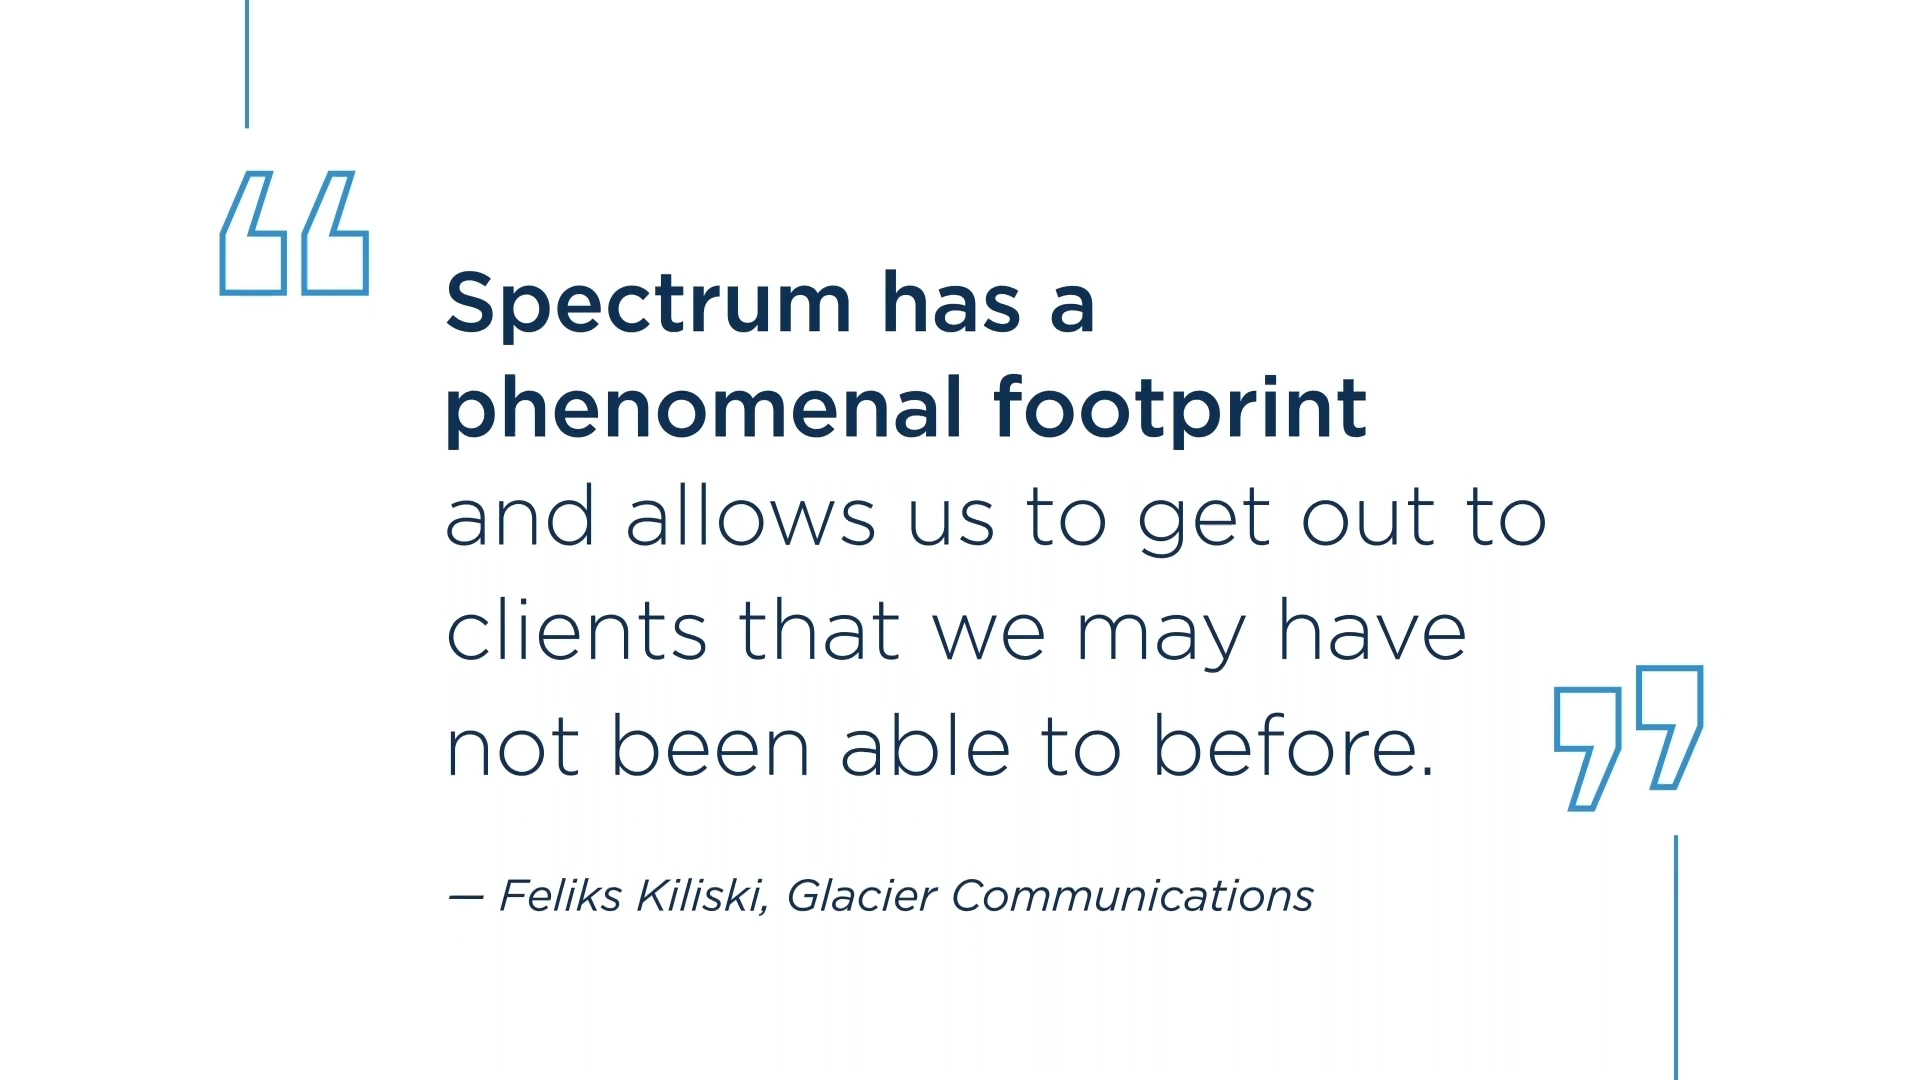 Spectrum has a
phenomenal footprint
and allows us to get out to
clients that we may have
not been able to before.
— Feliks Kiliski, Glacier Communications